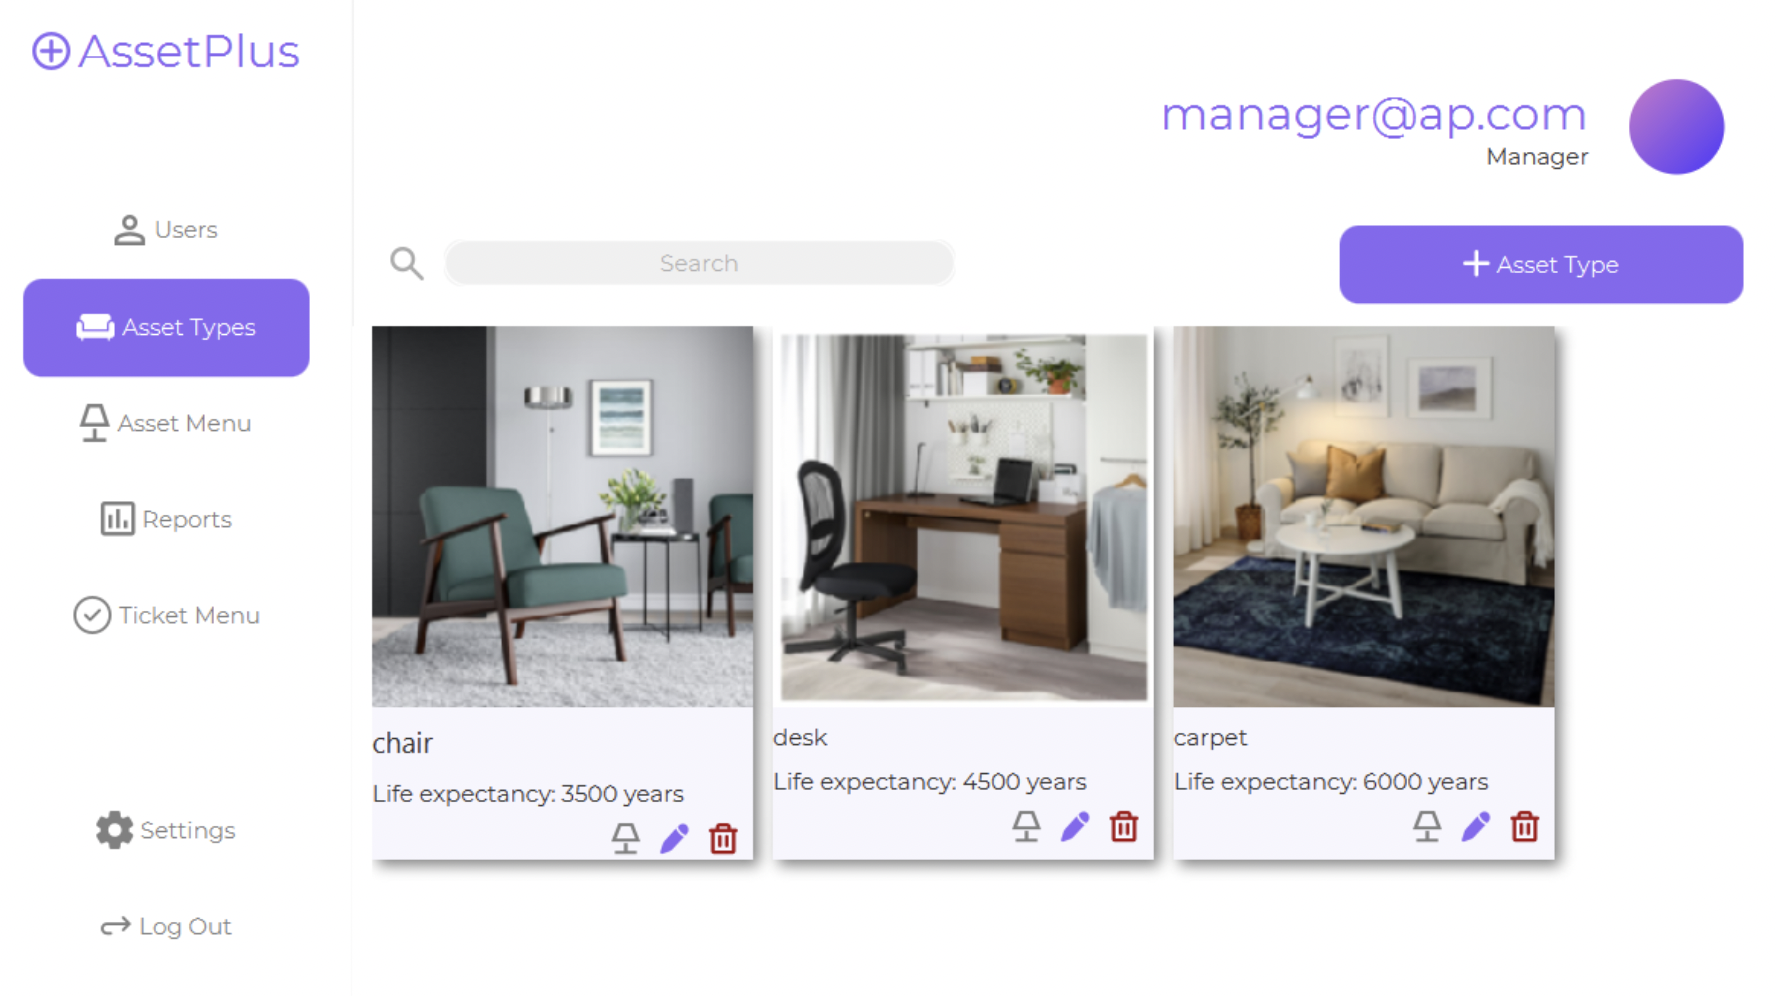 AssetPlus
manager@ap.com
Manager
Users
Search
Asset Type
Asset Types
Asset Menu
Reports
Ticket Menu
chair
Life expectancy: 3500 years
desk
Life expectancy: 4500 years
carpet
Life expectancy: 6000 years
Settings
Log Out